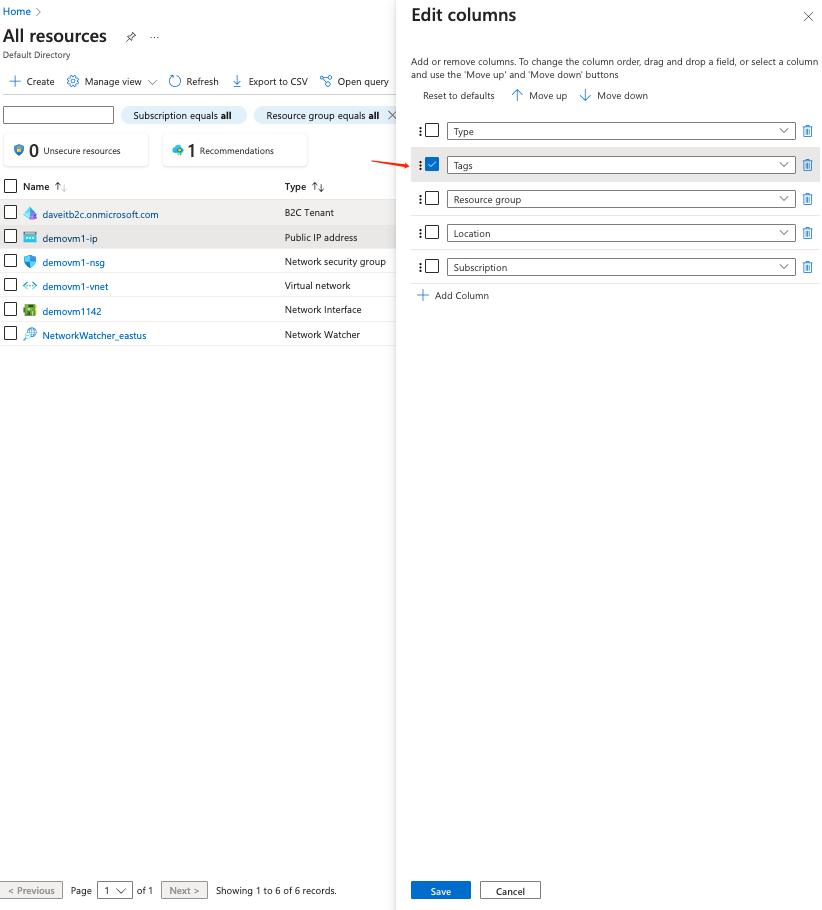 Home
All resources
...
Default Directory
Create
Manage view
Refresh
Export to CSV
Open query
Subscription equals all
Resource group equals all
0 Unsecure resources
1 Recommendations
Name
Type
daveitb2c.onmicrosoft.com
B2C Tenant
demovm1-ip
Public IP address
demovm1-nsg
Network security group
demovm1-vnet
Virtual network
demovm1142
Network Interface
NetworkWatcher_eastus
Network Watcher
< Previous
Page
1
of 1
Next >
Showing 1 to 6 of 6 records.
Edit columns
Add or remove columns. To change the column order, drag and drop a field, or select a column
and use the 'Move up' and 'Move down' buttons
Reset to defaults
Move up
Move down
Type
Tags
Resource group
Location
Subscription
Add Column
Save
Cancel